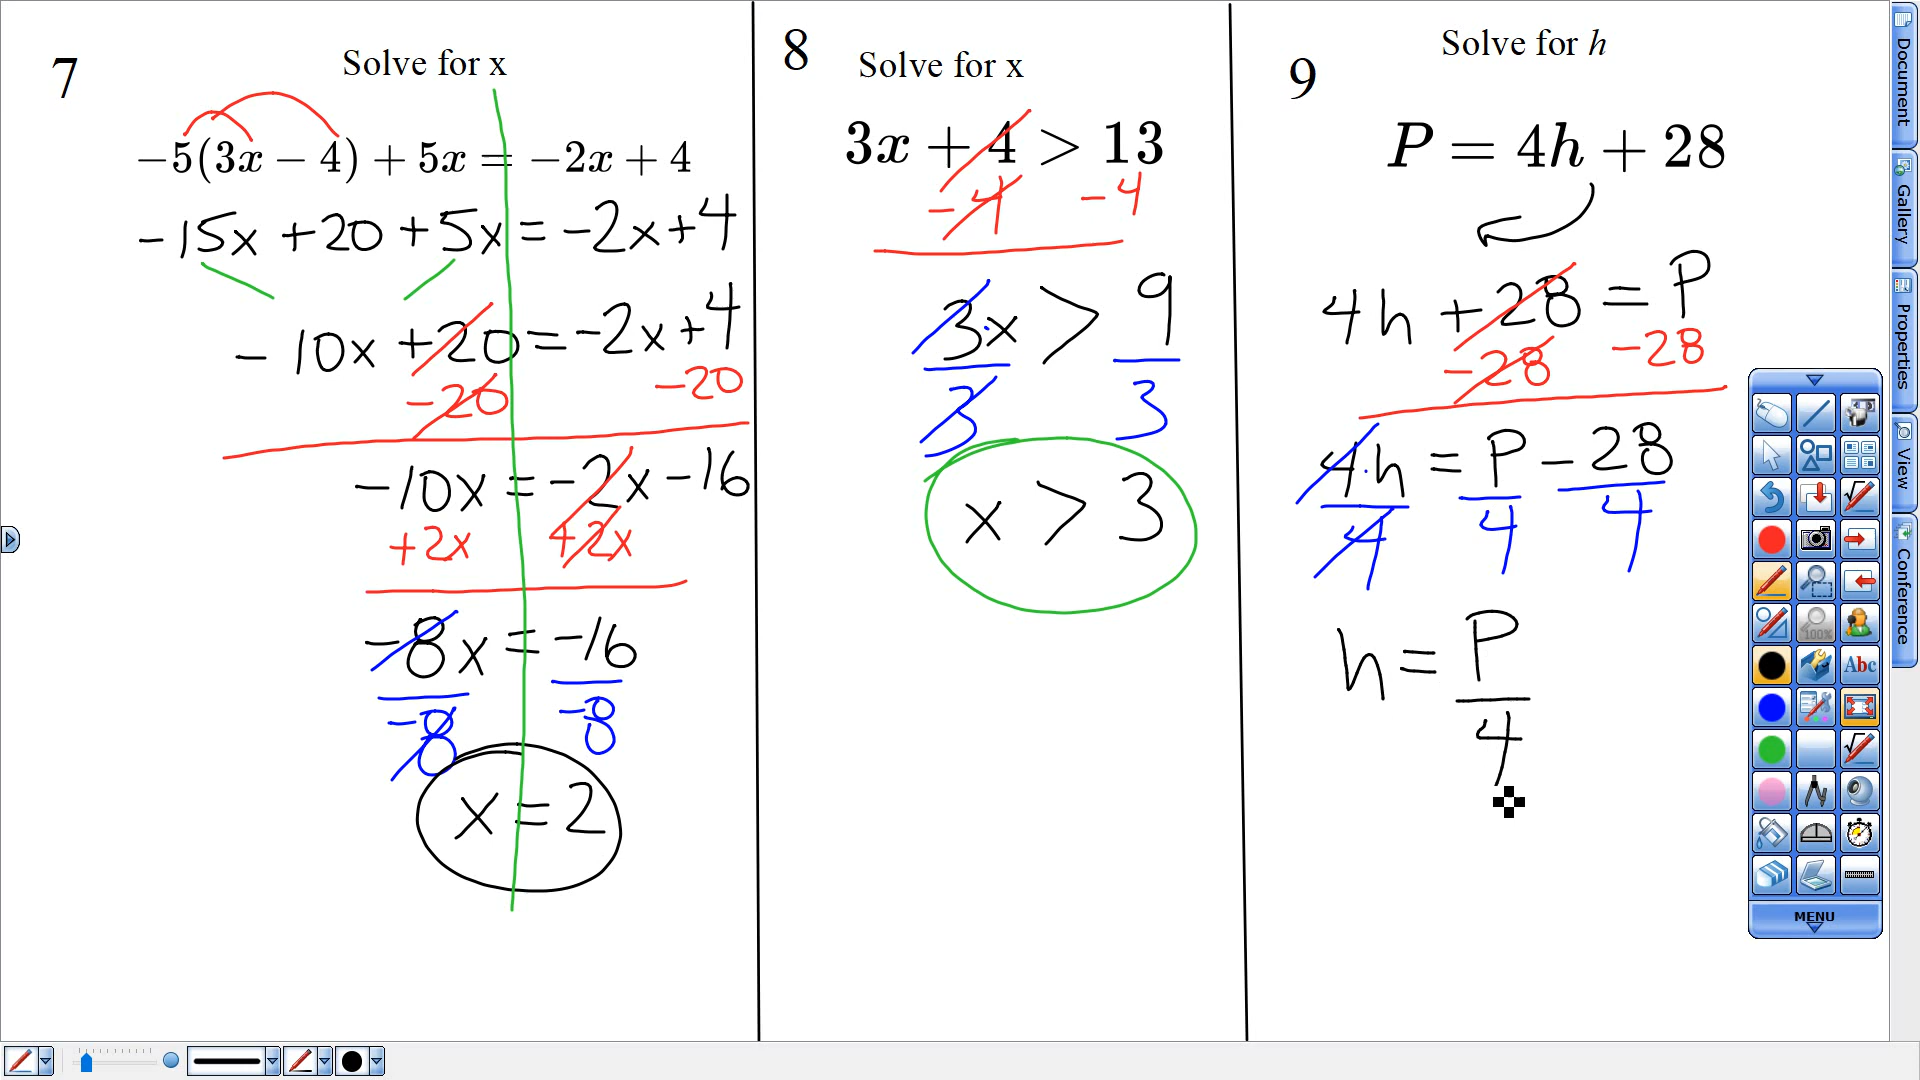 7
Solve for x
−5(3x − 4) + 5x = −2x + 4
-15x +20 +5x = -2x+4
-10x +20 = -2x+4
-20 -20
-10x = -2x -16
+2x +2x
-8x = -16
-8 -8
x = 2
8
Solve for x
3x + 4 > 13
-4 -4
3·x > 9
3 3
x > 3
9
Solve for h
P = 4h + 28
4h +28 = P
-28 -28
4·h = P - 28
4 4 4
h = P
4
Document
Gallery
Properties
View
Conference
100%
Abc
MENU